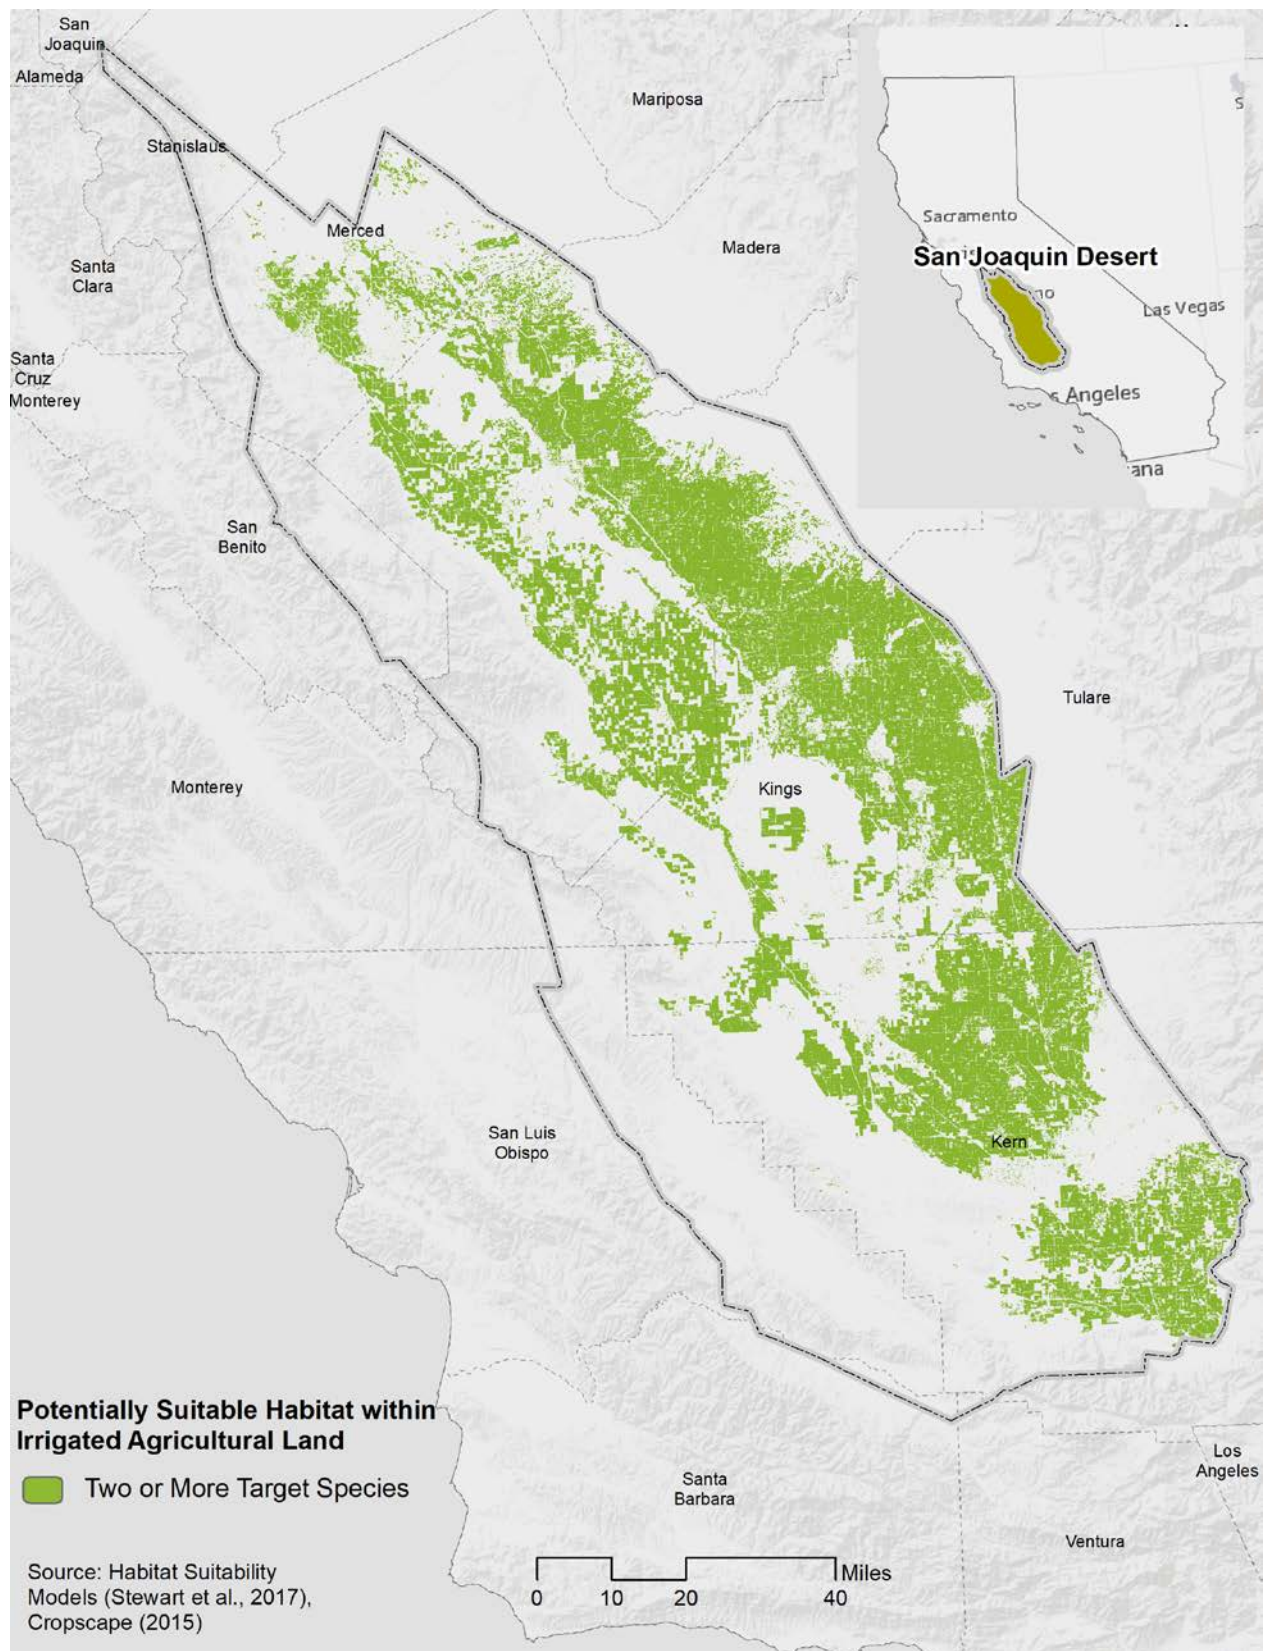 San
Joaquin
Alameda
Mariposa
Stanislaus
Merced
Madera
Santa
Clara
Sacramento
San Joaquin Desert
no
Las Vegas
s Angeles
ana
S
Santa
Cruz
Monterey
San
Benito
Tulare
Monterey
Kings
San Luis
Obispo
Kern
Potentially Suitable Habitat within
Irrigated Agricultural Land
Two or More Target Species
Santa
Barbara
Los
Angeles
Ventura
Source: Habitat Suitability
Models (Stewart et al., 2017),
Cropscape (2015)
Miles
0 10 20 40